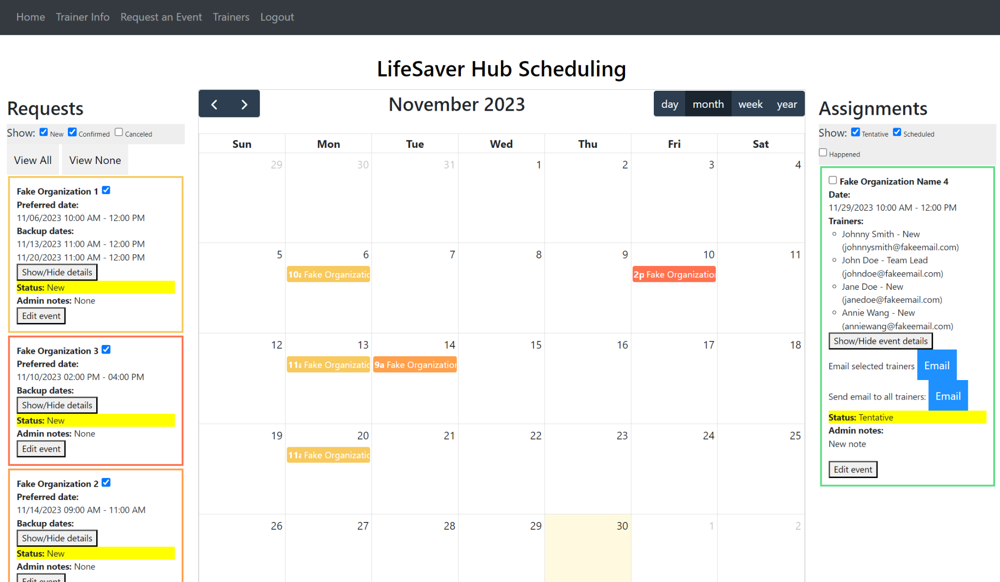 Home Trainer Info Request an Event Trainers Logout
LifeSaver Hub Scheduling
Requests
Show: New Confirmed Canceled
View All View None
Fake Organization 1
Preferred date:
11/06/2023 10:00 AM - 12:00 PM
Backup dates:
11/13/2023 11:00 AM - 12:00 PM
11/20/2023 11:00 AM - 12:00 PM
Show/Hide details
Status: New
Admin notes: None
Edit event
Fake Organization 3
Preferred date:
11/10/2023 02:00 PM - 04:00 PM
Backup dates:
Show/Hide details
Status: New
Admin notes: None
Edit event
Fake Organization 2
Preferred date:
11/14/2023 09:00 AM - 11:00 AM
Backup dates:
Show/Hide details
Status: New
Admin notes: None
Edit event
November 2023
day month week year
Sun Mon Tue Wed Thu Fri Sat
29 30 31 1 2 3 4
5 6 7 8 9 10 11
10a Fake Organizatio 2p Fake Organization
12 13 14 15 16 17 18
11a Fake Organizatio 9a Fake Organization
19 20 21 22 23 24 25
11a Fake Organizatio
26 27 28 29 30 1 2
Assignments
Show: Tentative Scheduled
Happened
Fake Organization Name 4
Date:
11/29/2023 10:00 AM - 12:00 PM
Trainers:
Johnny Smith - New
(johnnysmith@fakeemail.com)
John Doe - Team Lead
(johndoe@fakeemail.com)
Jane Doe - New
(janedoe@fakeemail.com)
Annie Wang - New
(anniewang@fakeemail.com)
Show/Hide event details
Email selected trainers Email
Send email to all trainers: Email
Status: Tentative
Admin notes:
New note
Edit event